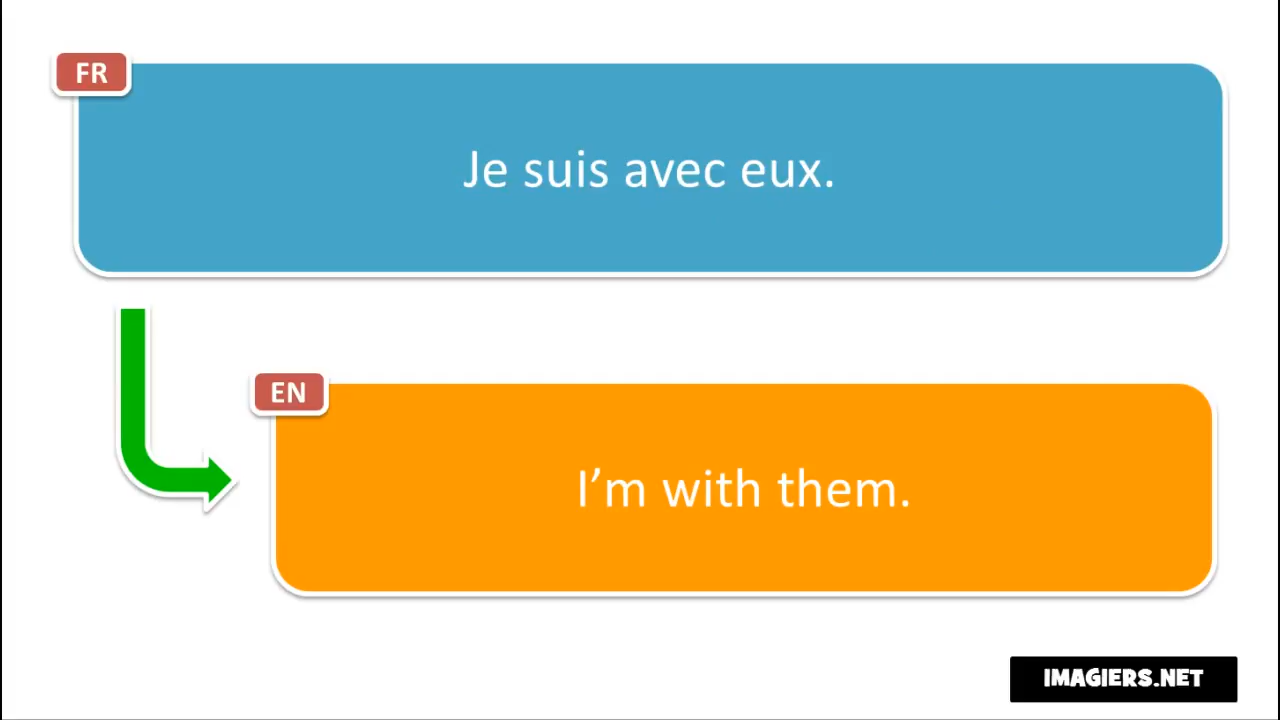 FR
Je suis avec eux.
EN
I’m with them.
IMAGIERS.NET